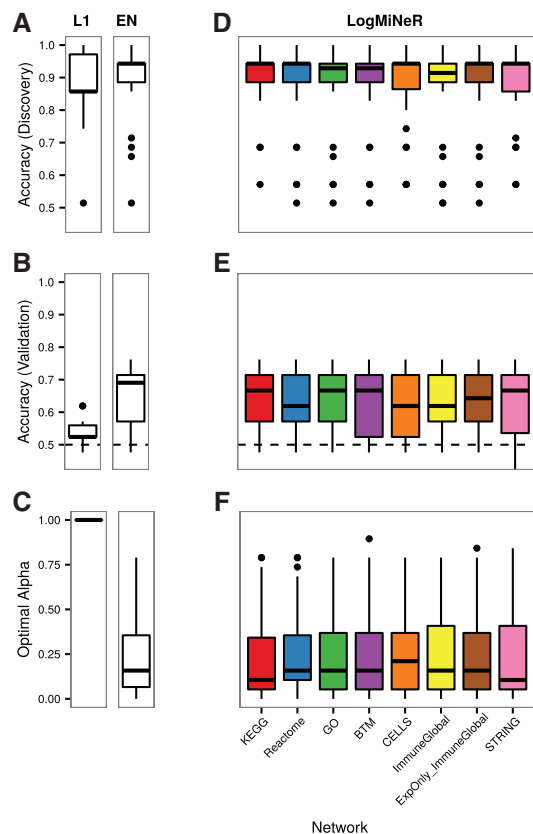 A L1 EN D LogMiNeR
Accuracy (Discovery)
1.0
0.9
0.8
0.7
0.6
0.5
B E
Accuracy (Validation)
1.0
0.9
0.8
0.7
0.6
0.5
C F
Optimal Alpha
1.00
0.75
0.50
0.25
0.00
KEGG
Reactome
GO
BTM
CELLS
ImmuneGlobal
ExpOnly_ImmuneGlobal
STRING
Network